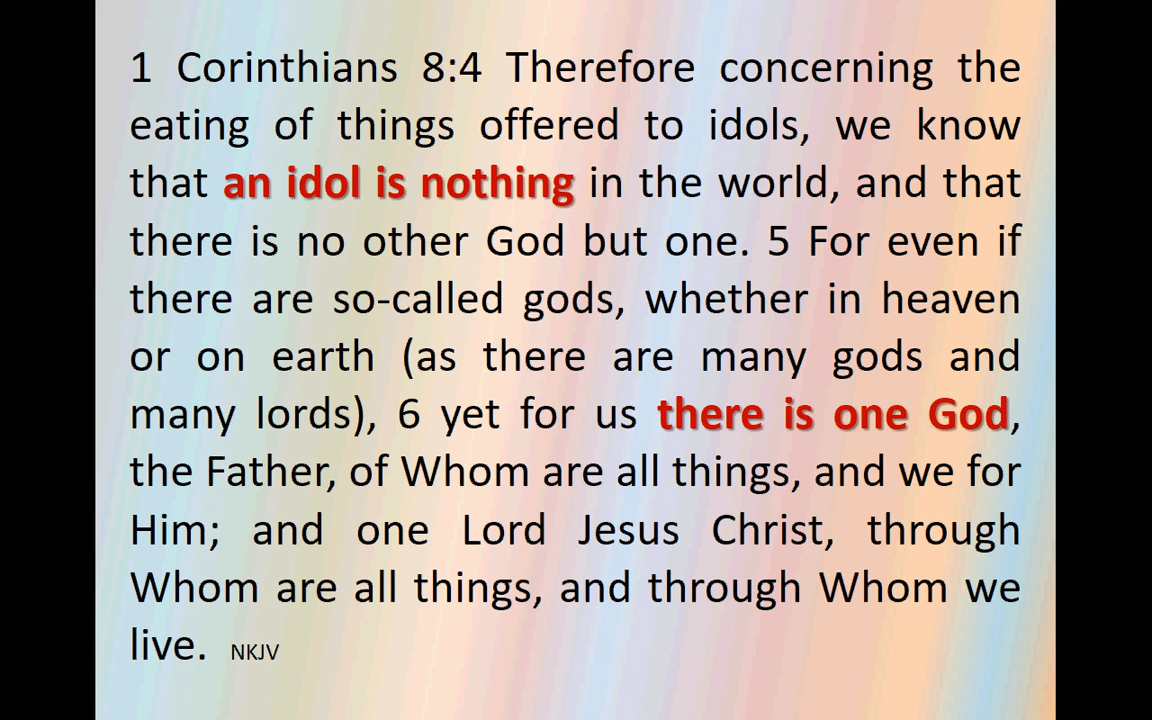 1 Corinthians 8:4 Therefore concerning the
eating of things offered to idols, we know
that an idol is nothing in the world, and that
there is no other God but one. 5 For even if
there are so-called gods, whether in heaven
or on earth (as there are many gods and
many lords), 6 yet for us there is one God,
the Father, of Whom are all things, and we for
Him; and one Lord Jesus Christ, through
Whom are all things, and through Whom we
live. NKJV